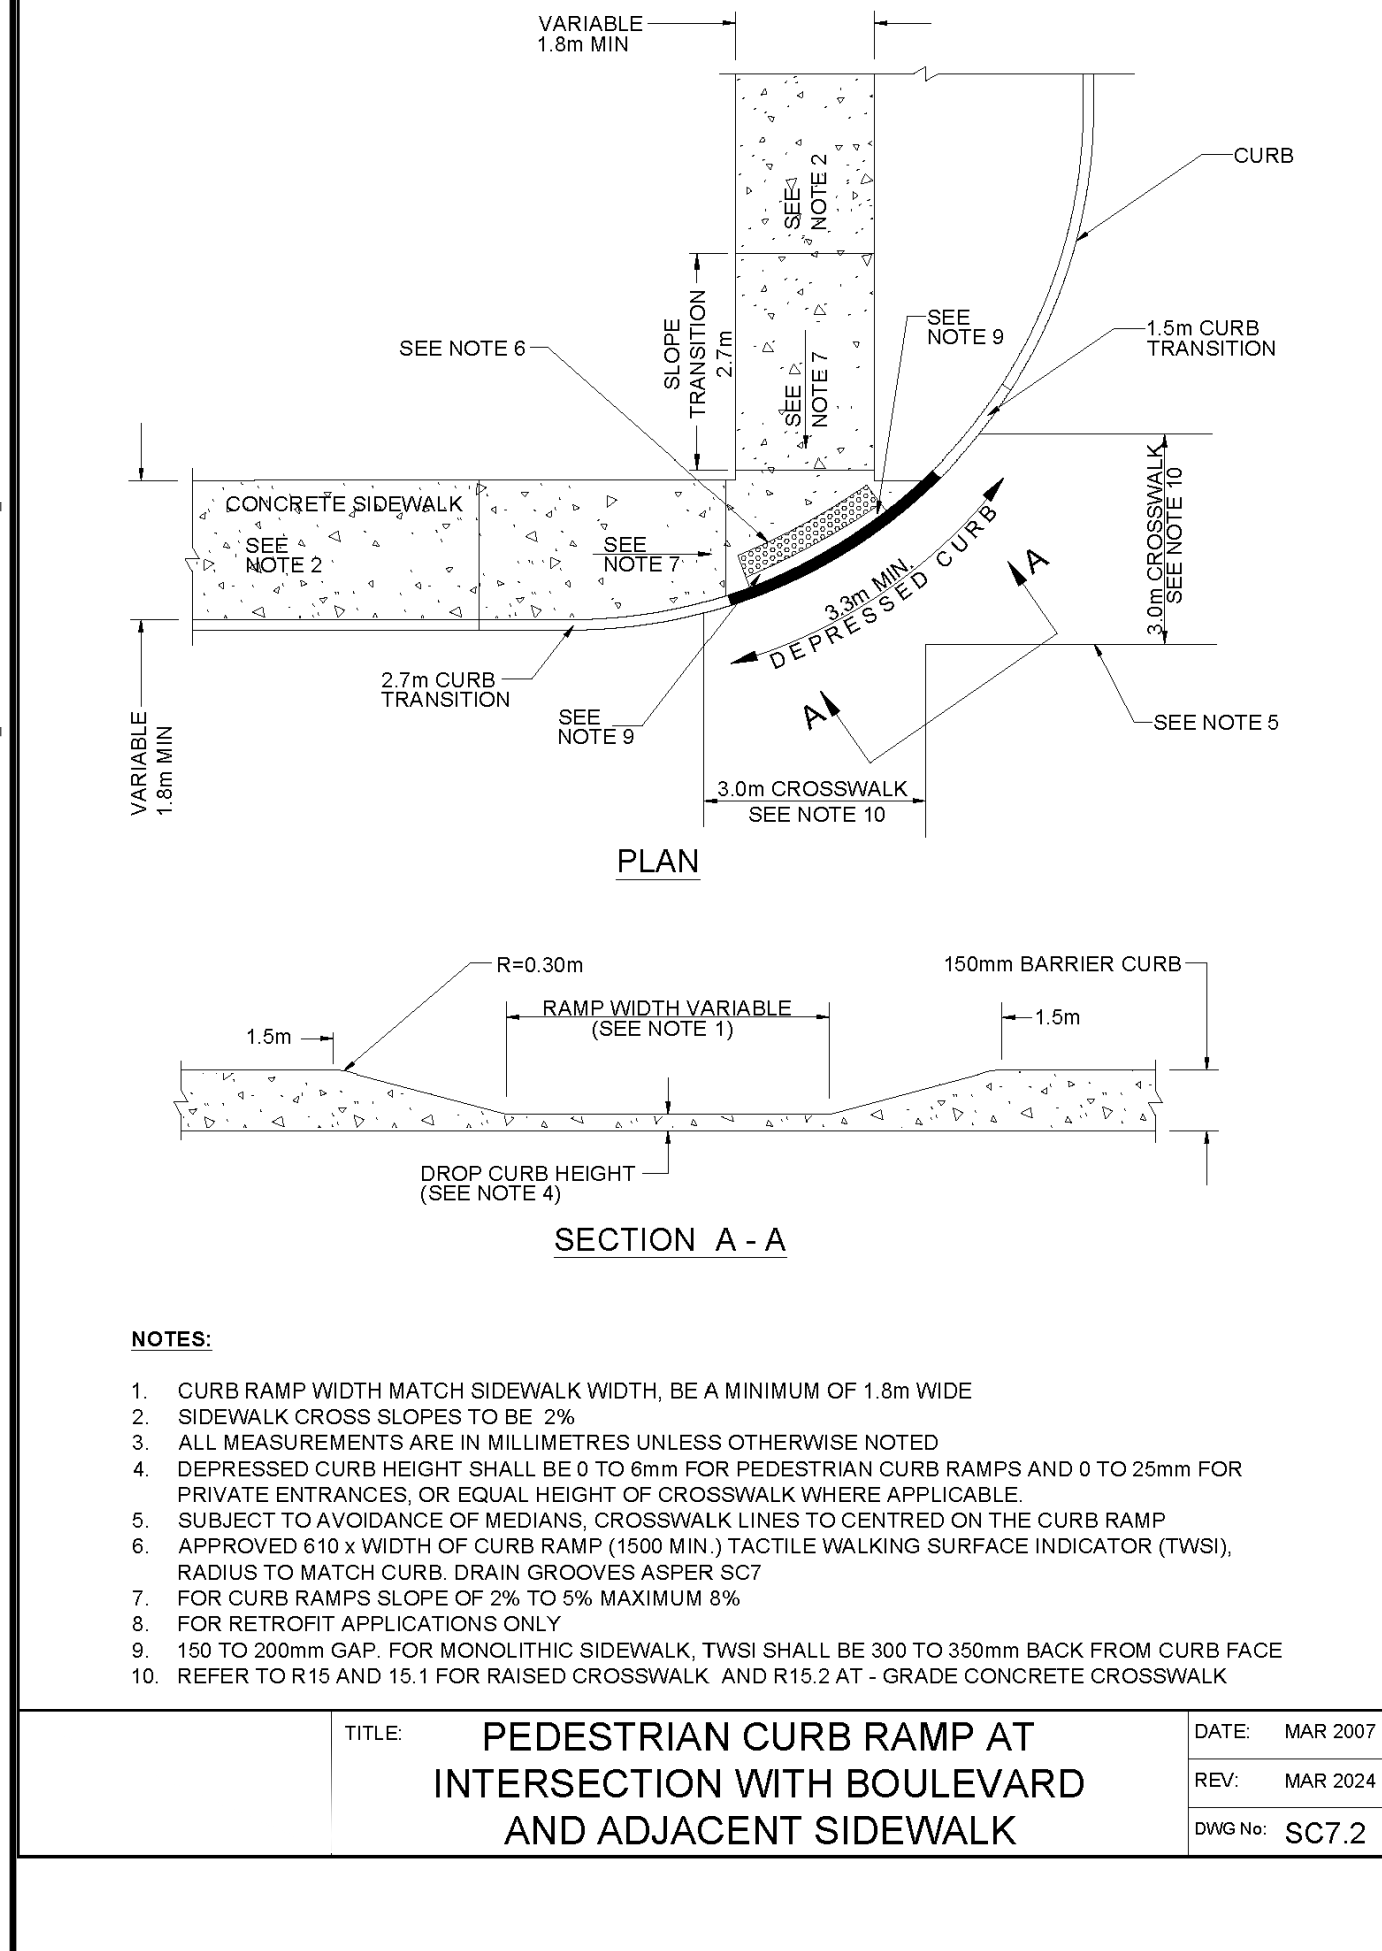 VARIABLE
1.8m MIN
CURB
SEE
NOTE 2
SLOPE
TRANSITION
2.7m
SEE
NOTE 9
1.5m CURB
TRANSITION
SEE NOTE 6
SEE
NOTE 7
3.0m CROSSWALK
SEE NOTE 10
CONCRETE SIDEWALK
SEE
NOTE 2
SEE
NOTE 7
3.3m MIN.
DEPRESSED CURB
A
2.7m CURB
TRANSITION
SEE
NOTE 9
A
SEE NOTE 5
VARIABLE
1.8m MIN
3.0m CROSSWALK
SEE NOTE 10
PLAN
R=0.30m
150mm BARRIER CURB
RAMP WIDTH VARIABLE
(SEE NOTE 1)
1.5m
1.5m
DROP CURB HEIGHT
(SEE NOTE 4)
SECTION A - A
NOTES:
1. CURB RAMP WIDTH MATCH SIDEWALK WIDTH, BE A MINIMUM OF 1.8m WIDE
2. SIDEWALK CROSS SLOPES TO BE 2%
3. ALL MEASUREMENTS ARE IN MILLIMETRES UNLESS OTHERWISE NOTED
4. DEPRESSED CURB HEIGHT SHALL BE 0 TO 6mm FOR PEDESTRIAN CURB RAMPS AND 0 TO 25mm FOR
PRIVATE ENTRANCES, OR EQUAL HEIGHT OF CROSSWALK WHERE APPLICABLE.
5. SUBJECT TO AVOIDANCE OF MEDIANS, CROSSWALK LINES TO CENTRED ON THE CURB RAMP
6. APPROVED 610 x WIDTH OF CURB RAMP (1500 MIN.) TACTILE WALKING SURFACE INDICATOR (TWSI),
RADIUS TO MATCH CURB. DRAIN GROOVES ASPER SC7
7. FOR CURB RAMPS SLOPE OF 2% TO 5% MAXIMUM 8%
8. FOR RETROFIT APPLICATIONS ONLY
9. 150 TO 200mm GAP. FOR MONOLITHIC SIDEWALK, TWSI SHALL BE 300 TO 350mm BACK FROM CURB FACE
10. REFER TO R15 AND 15.1 FOR RAISED CROSSWALK AND R15.2 AT - GRADE CONCRETE CROSSWALK
TITLE:
PEDESTRIAN CURB RAMP AT
INTERSECTION WITH BOULEVARD
AND ADJACENT SIDEWALK
DATE: MAR 2007
REV: MAR 2024
DWG No: SC7.2